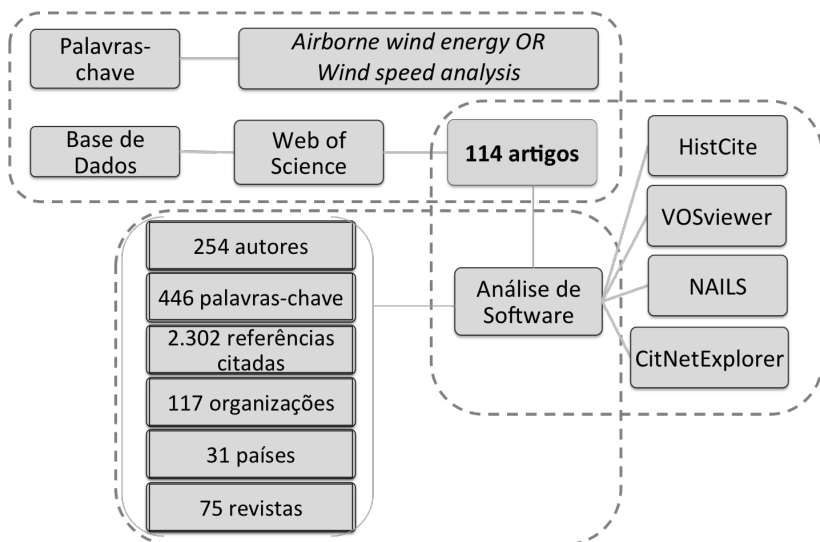 Palavras-
chave
Airborne wind energy OR
Wind speed analysis
Base de
Dados
Web of
Science
114 artigos
HistCite
VOSviewer
NAILS
CitNetExplorer
Análise de
Software
254 autores
446 palavras-chave
2.302 referências
citadas
117 organizações
31 países
75 revistas